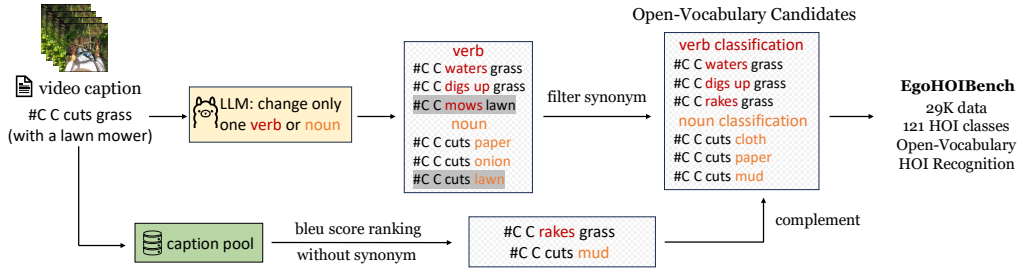 Open-Vocabulary Candidates
video caption
#C C cuts grass
(with a lawn mower)
LLM: change only
one verb or noun
verb
#C C waters grass
#C C digs up grass
#C C mows lawn
noun
#C C cuts paper
#C C cuts onion
#C C cuts lawn
filter synonym
verb classification
#C C waters grass
#C C digs up grass
#C C rakes grass
noun classification
#C C cuts cloth
#C C cuts paper
#C C cuts mud
EgoHOIBench
29K data
121 HOI classes
Open-Vocabulary
HOI Recognition
caption pool
bleu score ranking
without synonym
#C C rakes grass
#C C cuts mud
complement